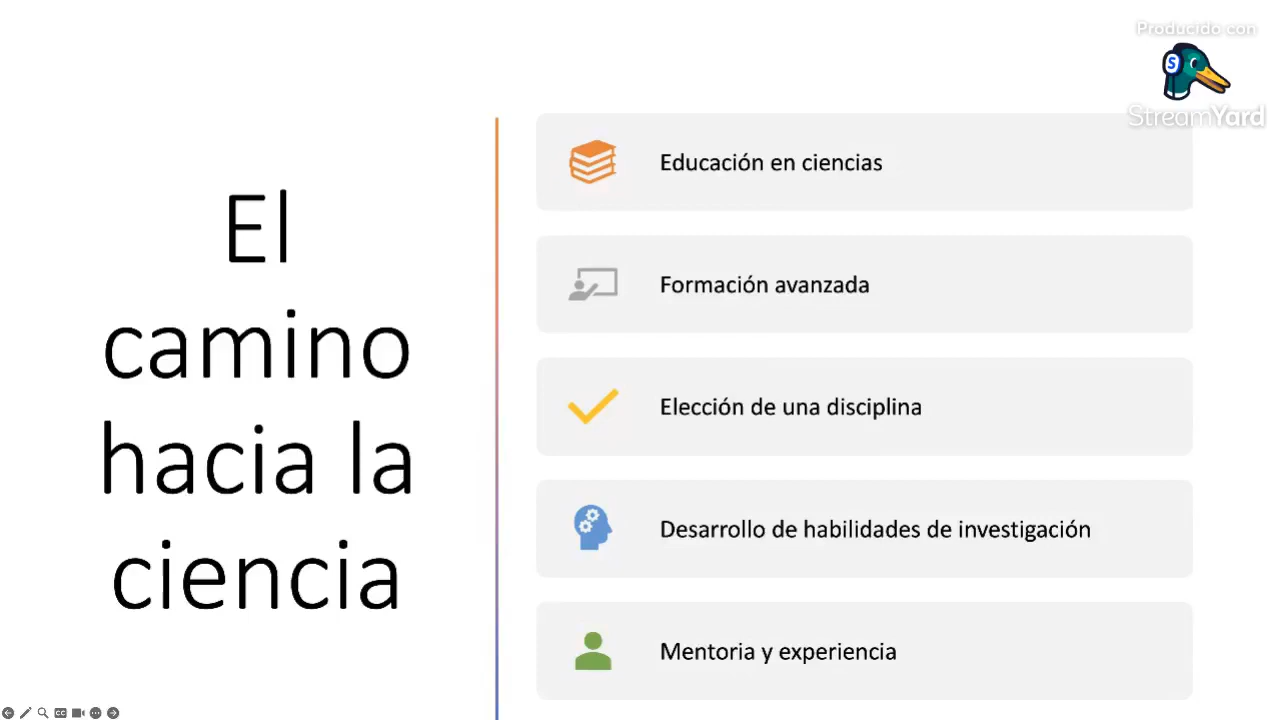 Producido con
StreamYard
El
camino
hacia la
ciencia
Educación en ciencias
Formación avanzada
Elección de una disciplina
Desarrollo de habilidades de investigación
Mentoria y experiencia